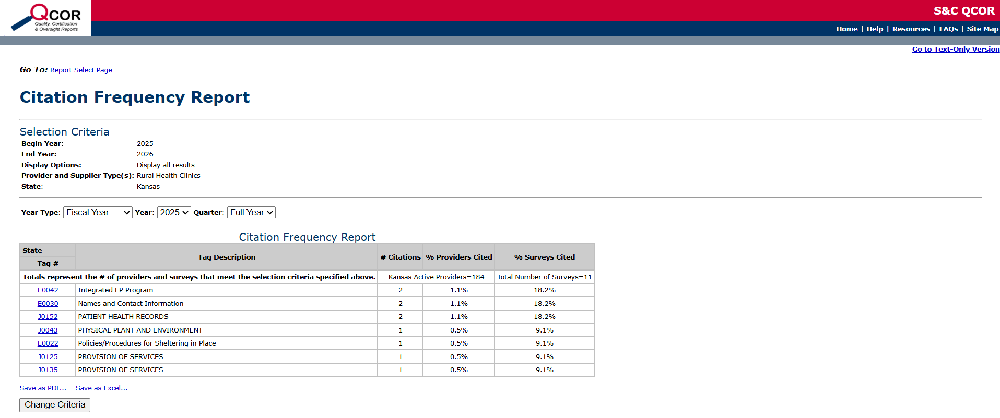 QCOR
Quality, Certification
& Oversight Reports
S&C QCOR
Home | Help | Resources | FAQs | Site Map
Go to Text-Only Version
Go To: Report Select Page
Citation Frequency Report
Selection Criteria
Begin Year: 2025
End Year: 2026
Display Options: Display all results
Provider and Supplier Type(s): Rural Health Clinics
State: Kansas
Year Type: Fiscal Year Year: 2025 Quarter: Full Year
Citation Frequency Report
State
Tag # Tag Description # Citations % Providers Cited % Surveys Cited
Totals represent the # of providers and surveys that meet the selection criteria specified above. Kansas Active Providers=184 Total Number of Surveys=11
E0042 Integrated EP Program 2 1.1% 18.2%
E0030 Names and Contact Information 2 1.1% 18.2%
J0152 PATIENT HEALTH RECORDS 2 1.1% 18.2%
J0043 PHYSICAL PLANT AND ENVIRONMENT 1 0.5% 9.1%
E0022 Policies/Procedures for Sheltering in Place 1 0.5% 9.1%
J0125 PROVISION OF SERVICES 1 0.5% 9.1%
J0135 PROVISION OF SERVICES 1 0.5% 9.1%
Save as PDF... Save as Excel...
Change Criteria